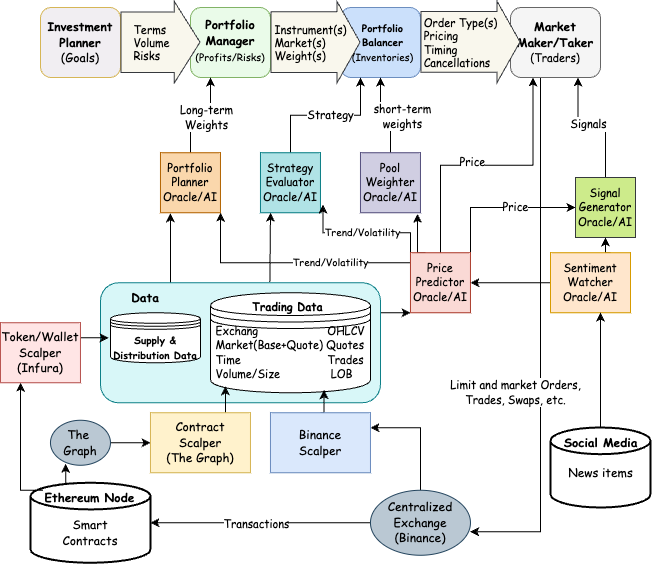 Investment
Planner
(Goals)
Terms
Volume
Risks
Portfolio
Manager
(Profits/Risks)
Instrument(s)
Market(s)
Weight(s)
Portfolio
Balancer
(Inventories)
Order Type(s)
Pricing
Timing
Cancellations
Market
Maker/Taker
(Traders)
Long-term
Weights
Strategy
short-term
weights
Signals
Price
Portfolio
Planner
Oracle/AI
Strategy
Evaluator
Oracle/AI
Pool
Weighter
Oracle/AI
Signal
Generator
Oracle/AI
Price
Trend/Volatility
Trend/Volatility
Price
Predictor
Oracle/AI
Sentiment
Watcher
Oracle/AI
Data
Supply &
Distribution Data
Trading Data
Exchang OHLCV
Market(Base+Quote) Quotes
Time Trades
Volume/Size LOB
Token/Wallet
Scalper
(Infura)
Limit and market Orders,
Trades, Swaps, etc.
The
Graph
Contract
Scalper
(The Graph)
Binance
Scalper
Social Media
News items
Ethereum Node
Smart
Contracts
Transactions
Centralized
Exchange
(Binance)